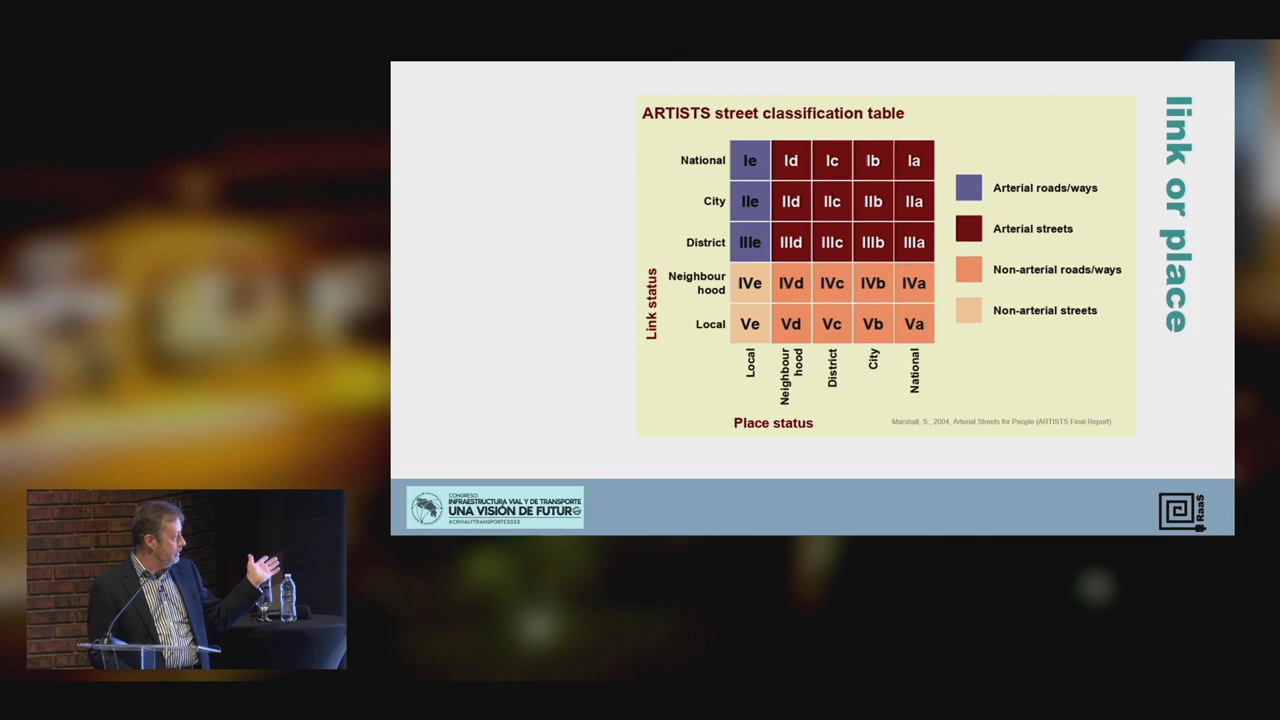 ARTISTS street classification table
National Ie Id Ic Ib Ia
City IIe IId IIc IIb IIa
District IIIe IIId IIIc IIIb IIIa
Neighbour
hood IVe IVd IVc IVb IVa
Local Ve Vd Vc Vb Va
Link status
Local
Neighbour
hood
District
City
National
Place status
Arterial roads/ways
Arterial streets
Non-arterial roads/ways
Non-arterial streets
Marshall, S., 2004, Arterial Streets for People (ARTISTS Final Report)
link or place
CONGRESO:
INFRAESTRUCTURA VIAL Y DE TRANSPORTE
UNA VISIÓN DE FUTURO
#CRVIALYTRANSPORTE2023
RaaS